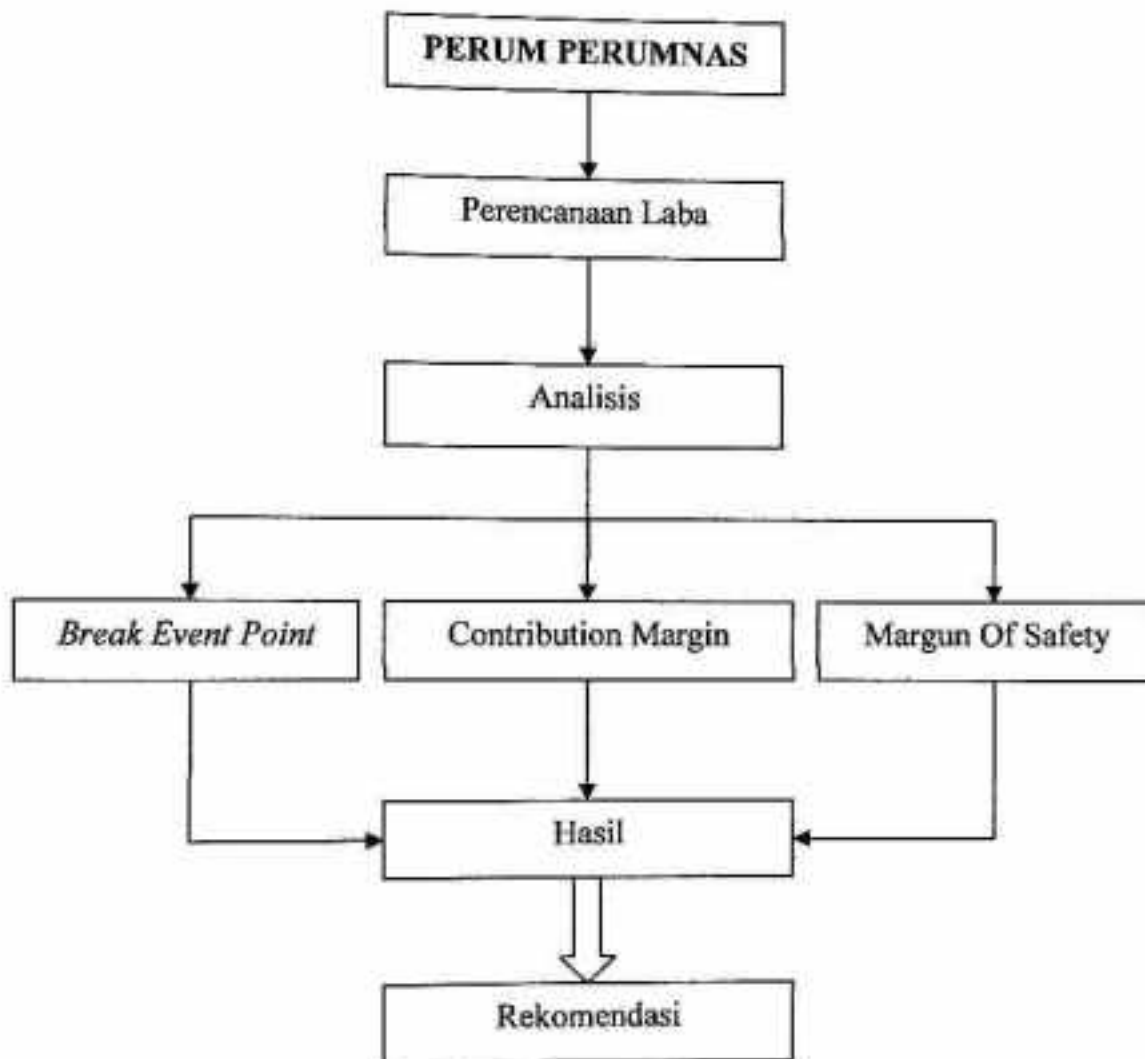 PERUM PERUMNAS
Perencanaan Laba
Analisis
Break Event Point
Contribution Margin
Margun Of Safety
Hasil
Rekomendasi